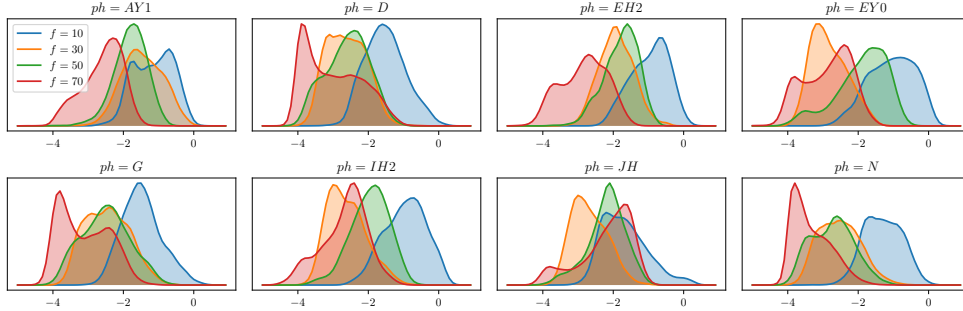 ph = AY1
ph = D
ph = EH2
ph = EY0
f = 10
f = 30
f = 50
f = 70
−4 −2 0
−4 −2 0
−4 −2 0
−4 −2 0
ph = G
ph = IH2
ph = JH
ph = N
−4 −2 0
−4 −2 0
−4 −2 0
−4 −2 0